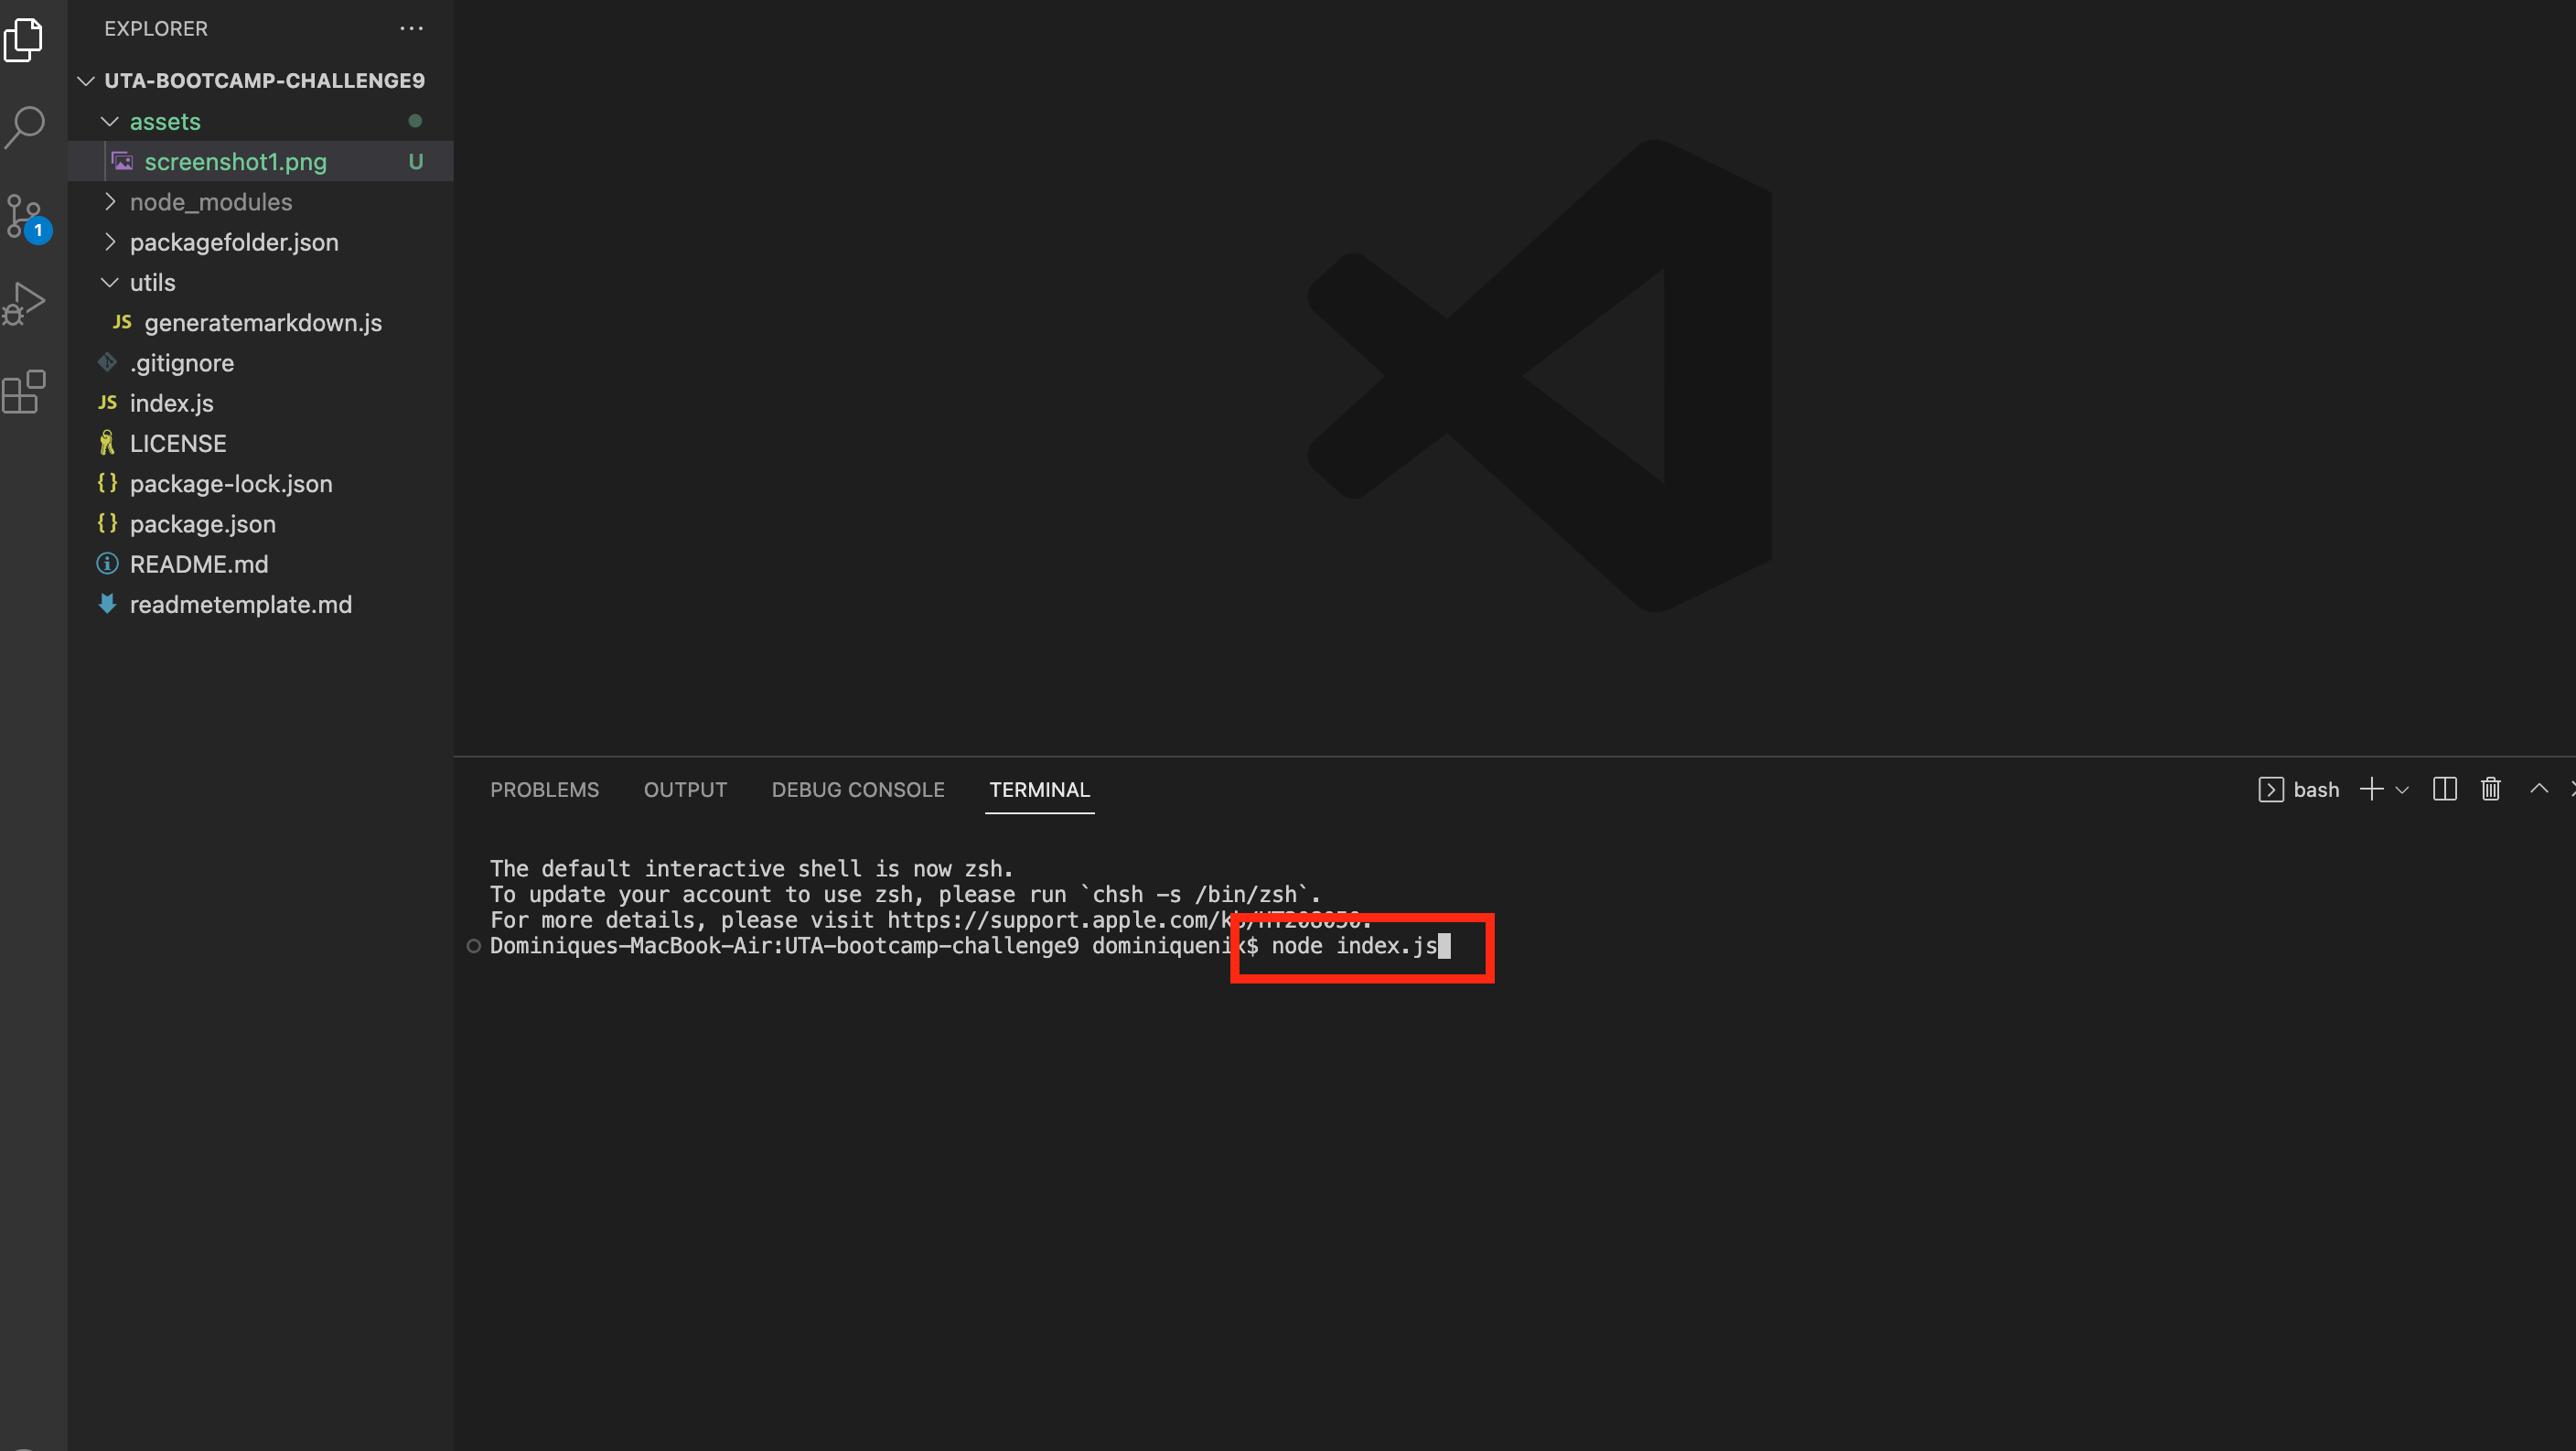 EXPLORER
UTA-BOOTCAMP-CHALLENGE9
assets
screenshot1.png U
node_modules
1
packagefolder.json
utils
JS generatemarkdown.js
.gitignore
JS index.js
LICENSE
{} package-lock.json
{} package.json
README.md
readmetemplate.md
PROBLEMS OUTPUT DEBUG CONSOLE TERMINAL bash
The default interactive shell is now zsh.
To update your account to use zsh, please run `chsh -s /bin/zsh`.
For more details, please visit https://support.apple.com/kb/HT208050.
Dominiques-MacBook-Air:UTA-bootcamp-challenge9 dominiquenix$ node index.js